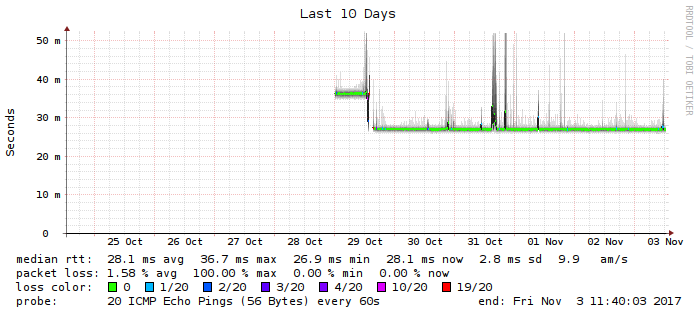 Last 10 Days
RRDTOOL / TOBI OETIKER
Seconds
50 m
40 m
30 m
20 m
10 m
0
25 Oct 26 Oct 27 Oct 28 Oct 29 Oct 30 Oct 31 Oct 01 Nov 02 Nov 03 Nov
median rtt: 28.1 ms avg 36.7 ms max 26.9 ms min 28.1 ms now 2.8 ms sd 9.9 am/s
packet loss: 1.58 % avg 100.00 % max 0.00 % min 0.00 % now
loss color: 0 1/20 2/20 3/20 4/20 10/20 19/20
probe: 20 ICMP Echo Pings (56 Bytes) every 60s end: Fri Nov 3 11:40:03 2017